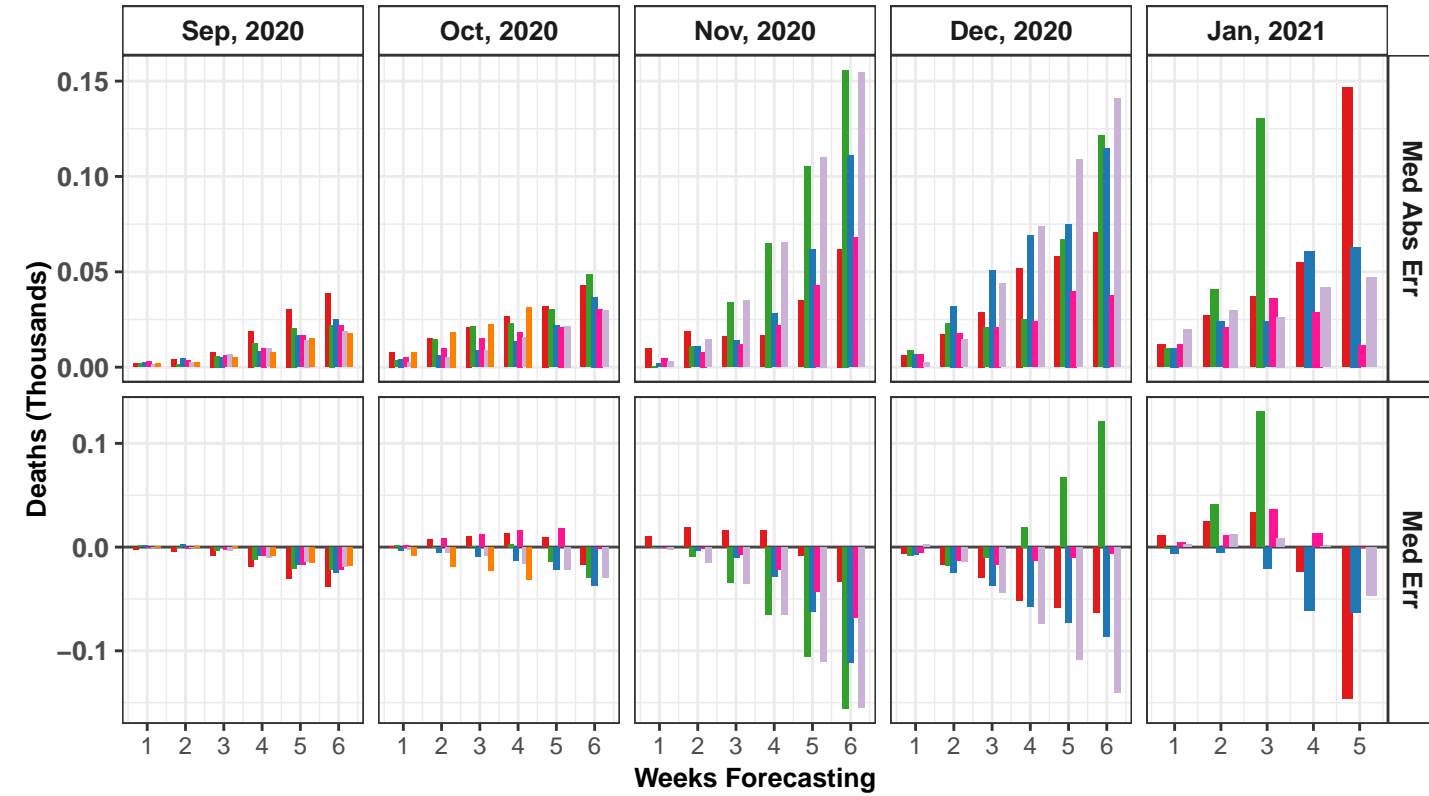 Sep, 2020 Oct, 2020 Nov, 2020 Dec, 2020 Jan, 2021
0.15
0.10
0.05
0.00
Med Abs Err
Deaths (Thousands)
0.1
0.0
−0.1
Med Err
1 2 3 4 5 6 1 2 3 4 5 6 1 2 3 4 5 6 1 2 3 4 5 6 1 2 3 4 5
Weeks Forecasting